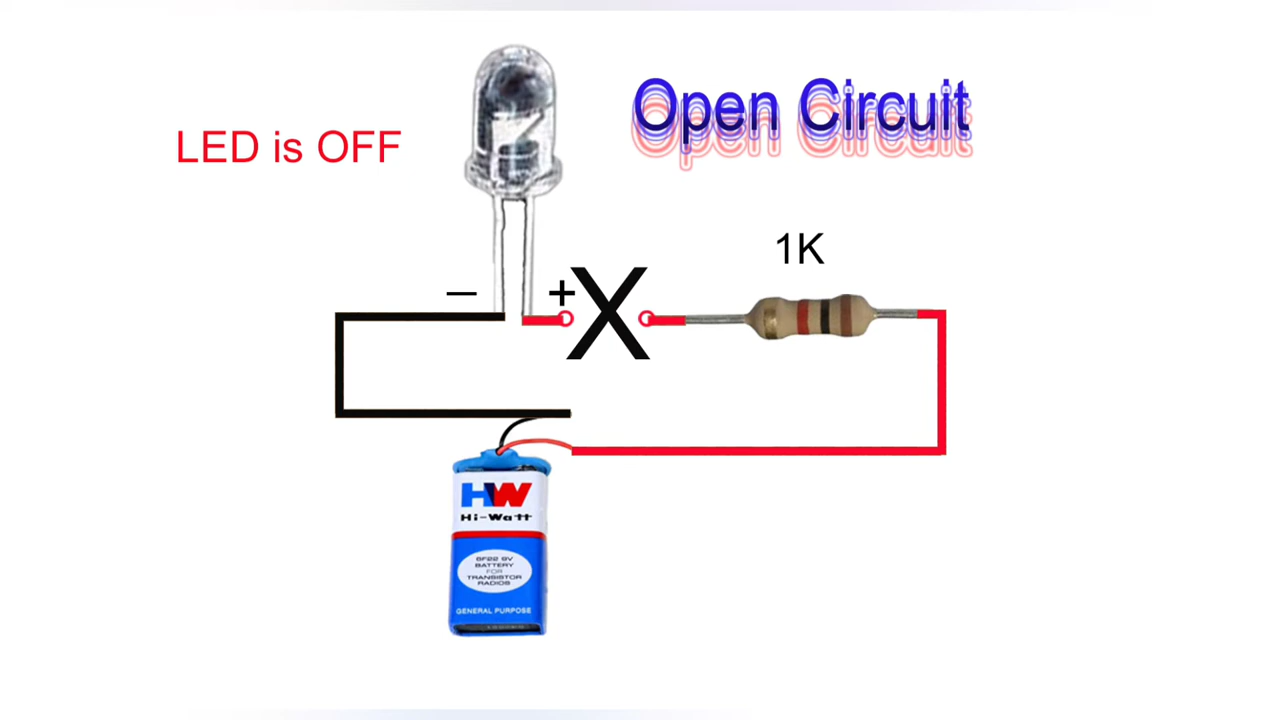 Open Circuit
LED is OFF
1K
– + X
HW
Hi-Watt
6F22 9V
BATTERY
FOR
TRANSISTOR
RADIOS
GENERAL PURPOSE